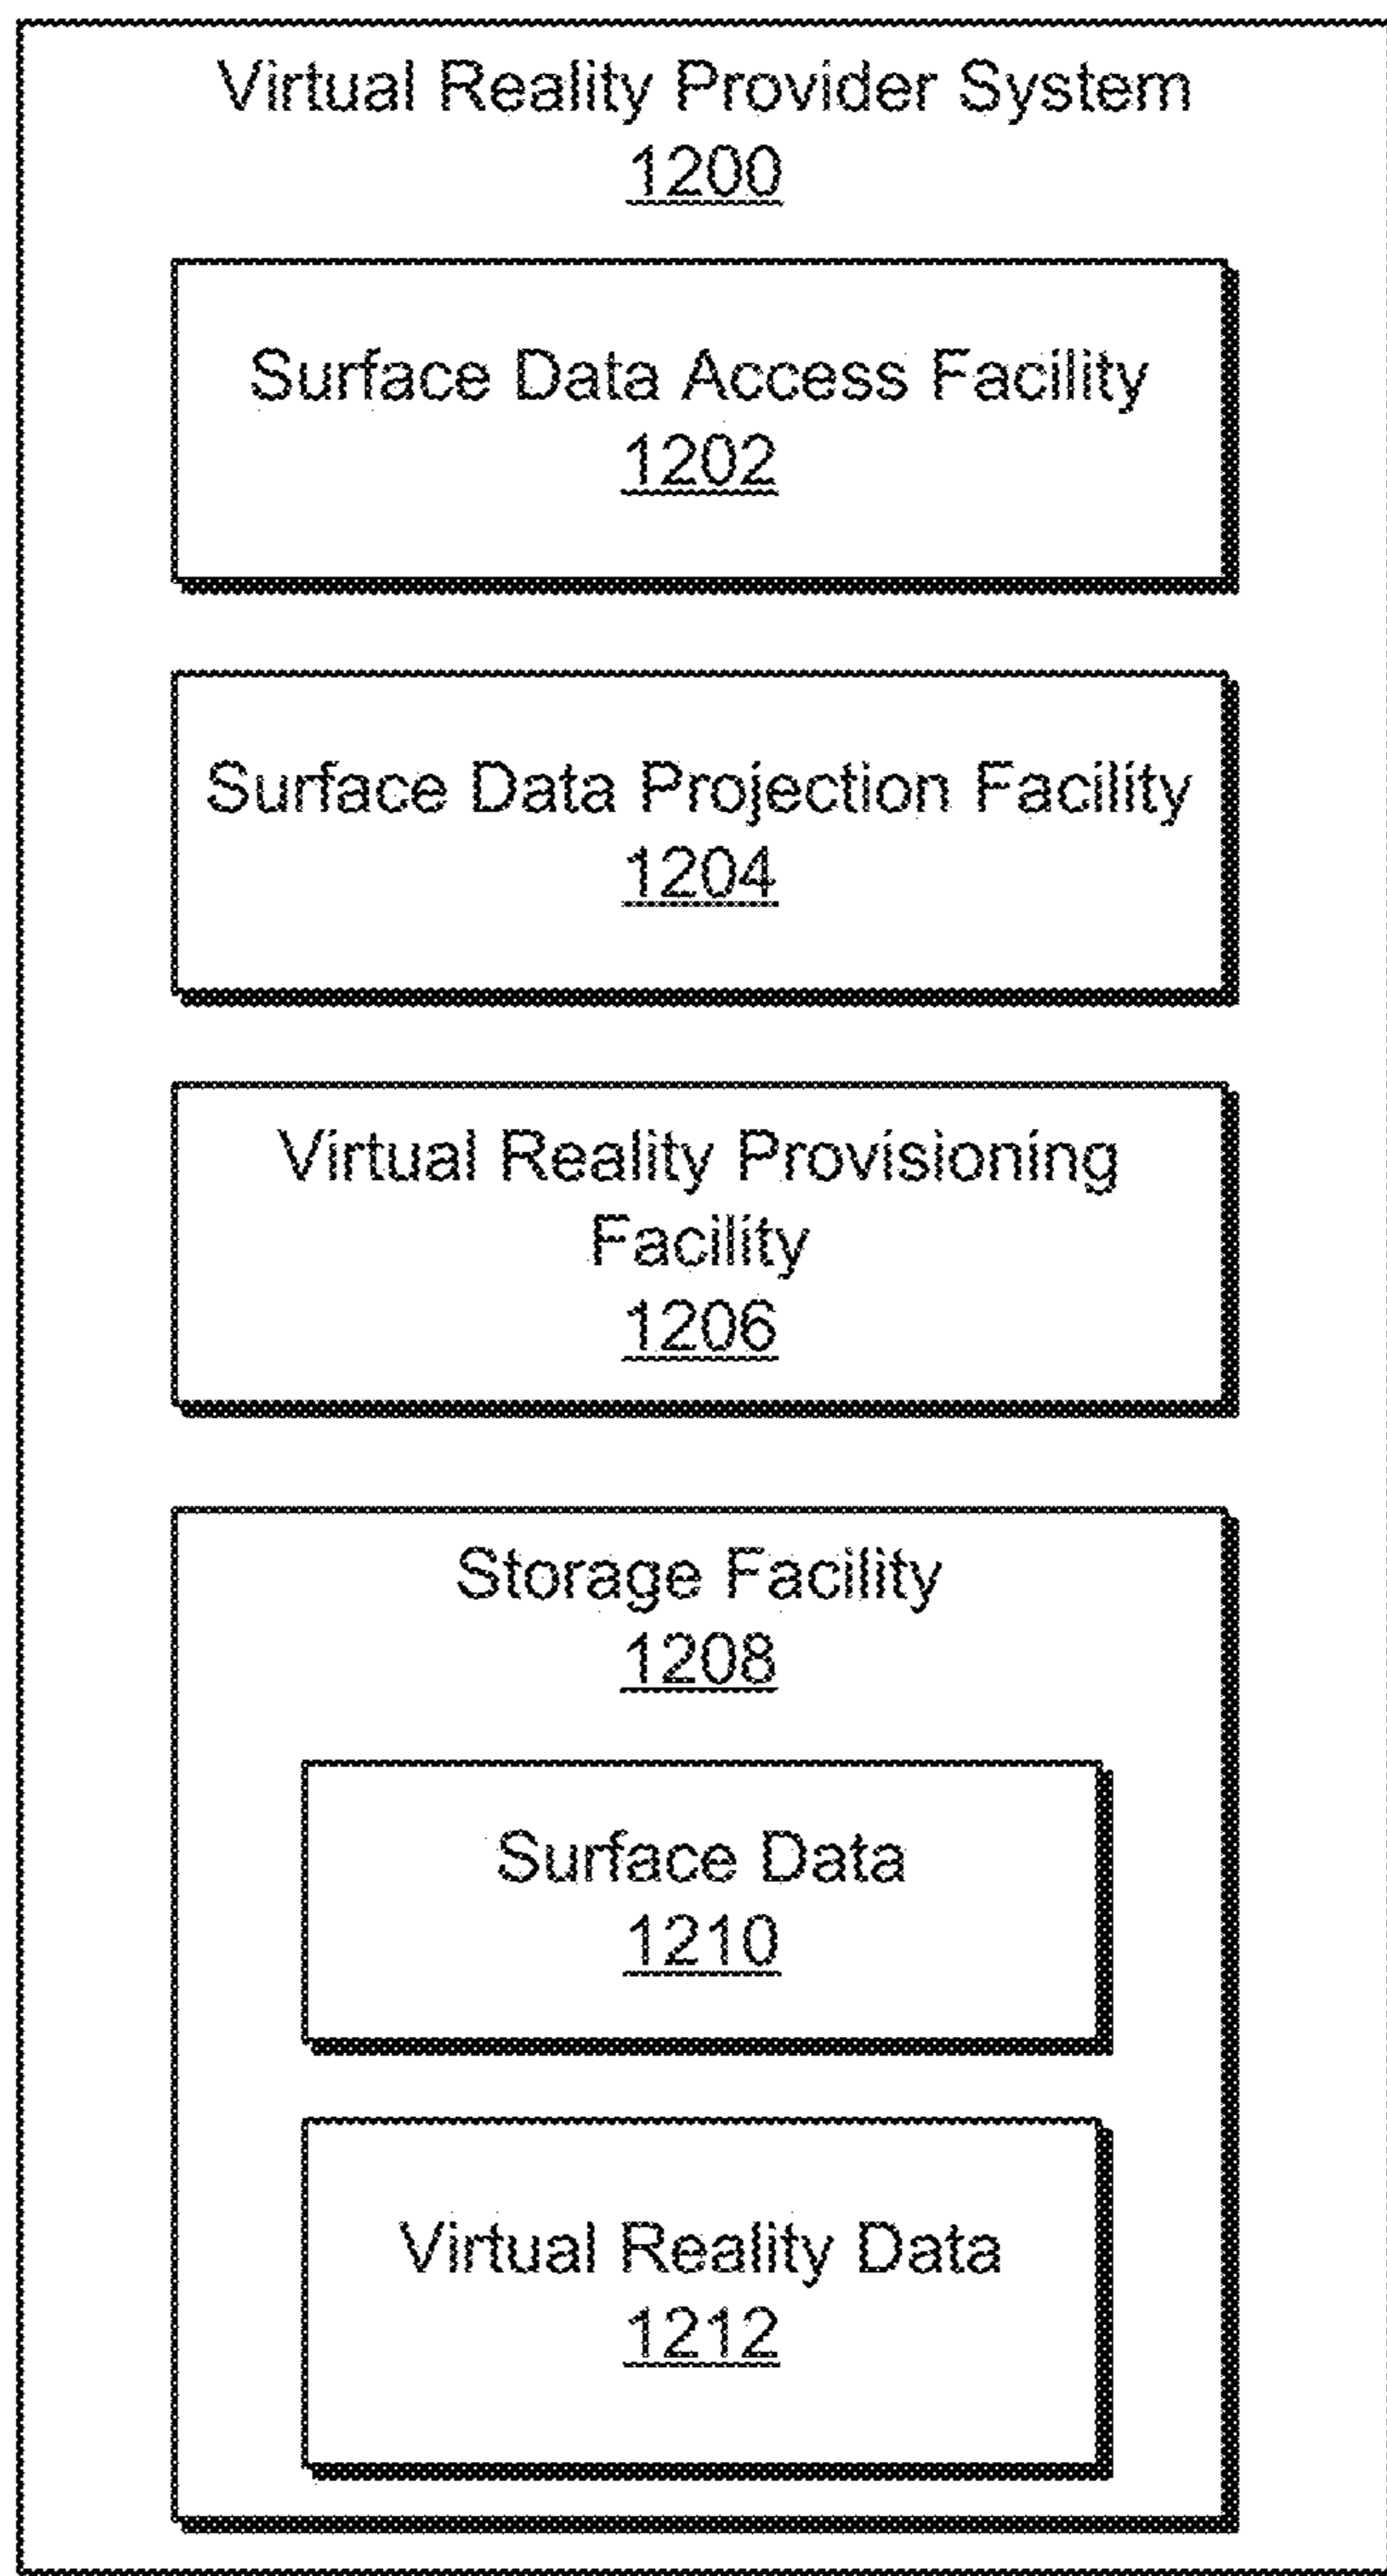 Virtual Reality Provider System
1200
Surface Data Access Facility
1202
Surface Data Projection Facility
1204
Virtual Reality Provisioning
Facility
1206
Storage Facility
1208
Surface Data
1210
Virtual Reality Data
1212